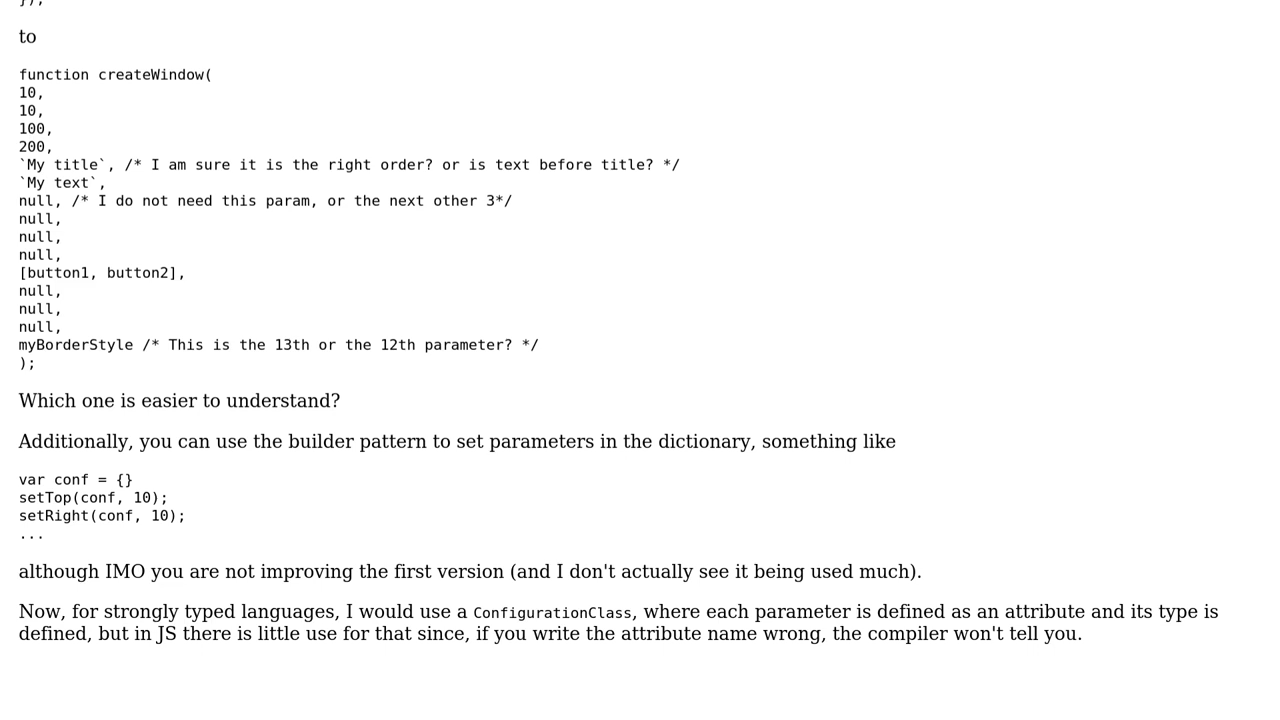 });
to
function createWindow(
10,
10,
100,
200,
`My title`, /* I am sure it is the right order? or is text before title? */
`My text`,
null, /* I do not need this param, or the next other 3*/
null,
null,
null,
[button1, button2],
null,
null,
null,
myBorderStyle /* This is the 13th or the 12th parameter? */
);
Which one is easier to understand?
Additionally, you can use the builder pattern to set parameters in the dictionary, something like
var conf = {}
setTop(conf, 10);
setRight(conf, 10);
...
although IMO you are not improving the first version (and I don't actually see it being used much).
Now, for strongly typed languages, I would use a ConfigurationClass, where each parameter is defined as an attribute and its type is
defined, but in JS there is little use for that since, if you write the attribute name wrong, the compiler won't tell you.